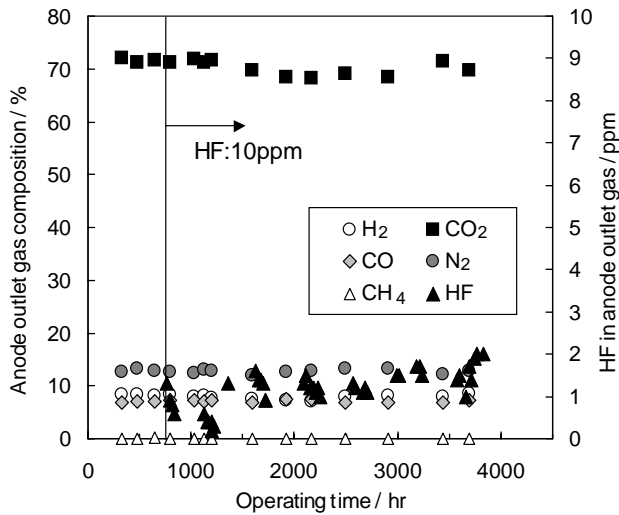 80
70
60
50
40
30
20
10
0
Anode outlet gas composition / %
10
9
8
7
6
5
4
3
2
1
0
HF in anode outlet gas / ppm
HF:10ppm
H2 CO2
CO N2
CH4 HF
0 1000 2000 3000 4000
Operating time / hr